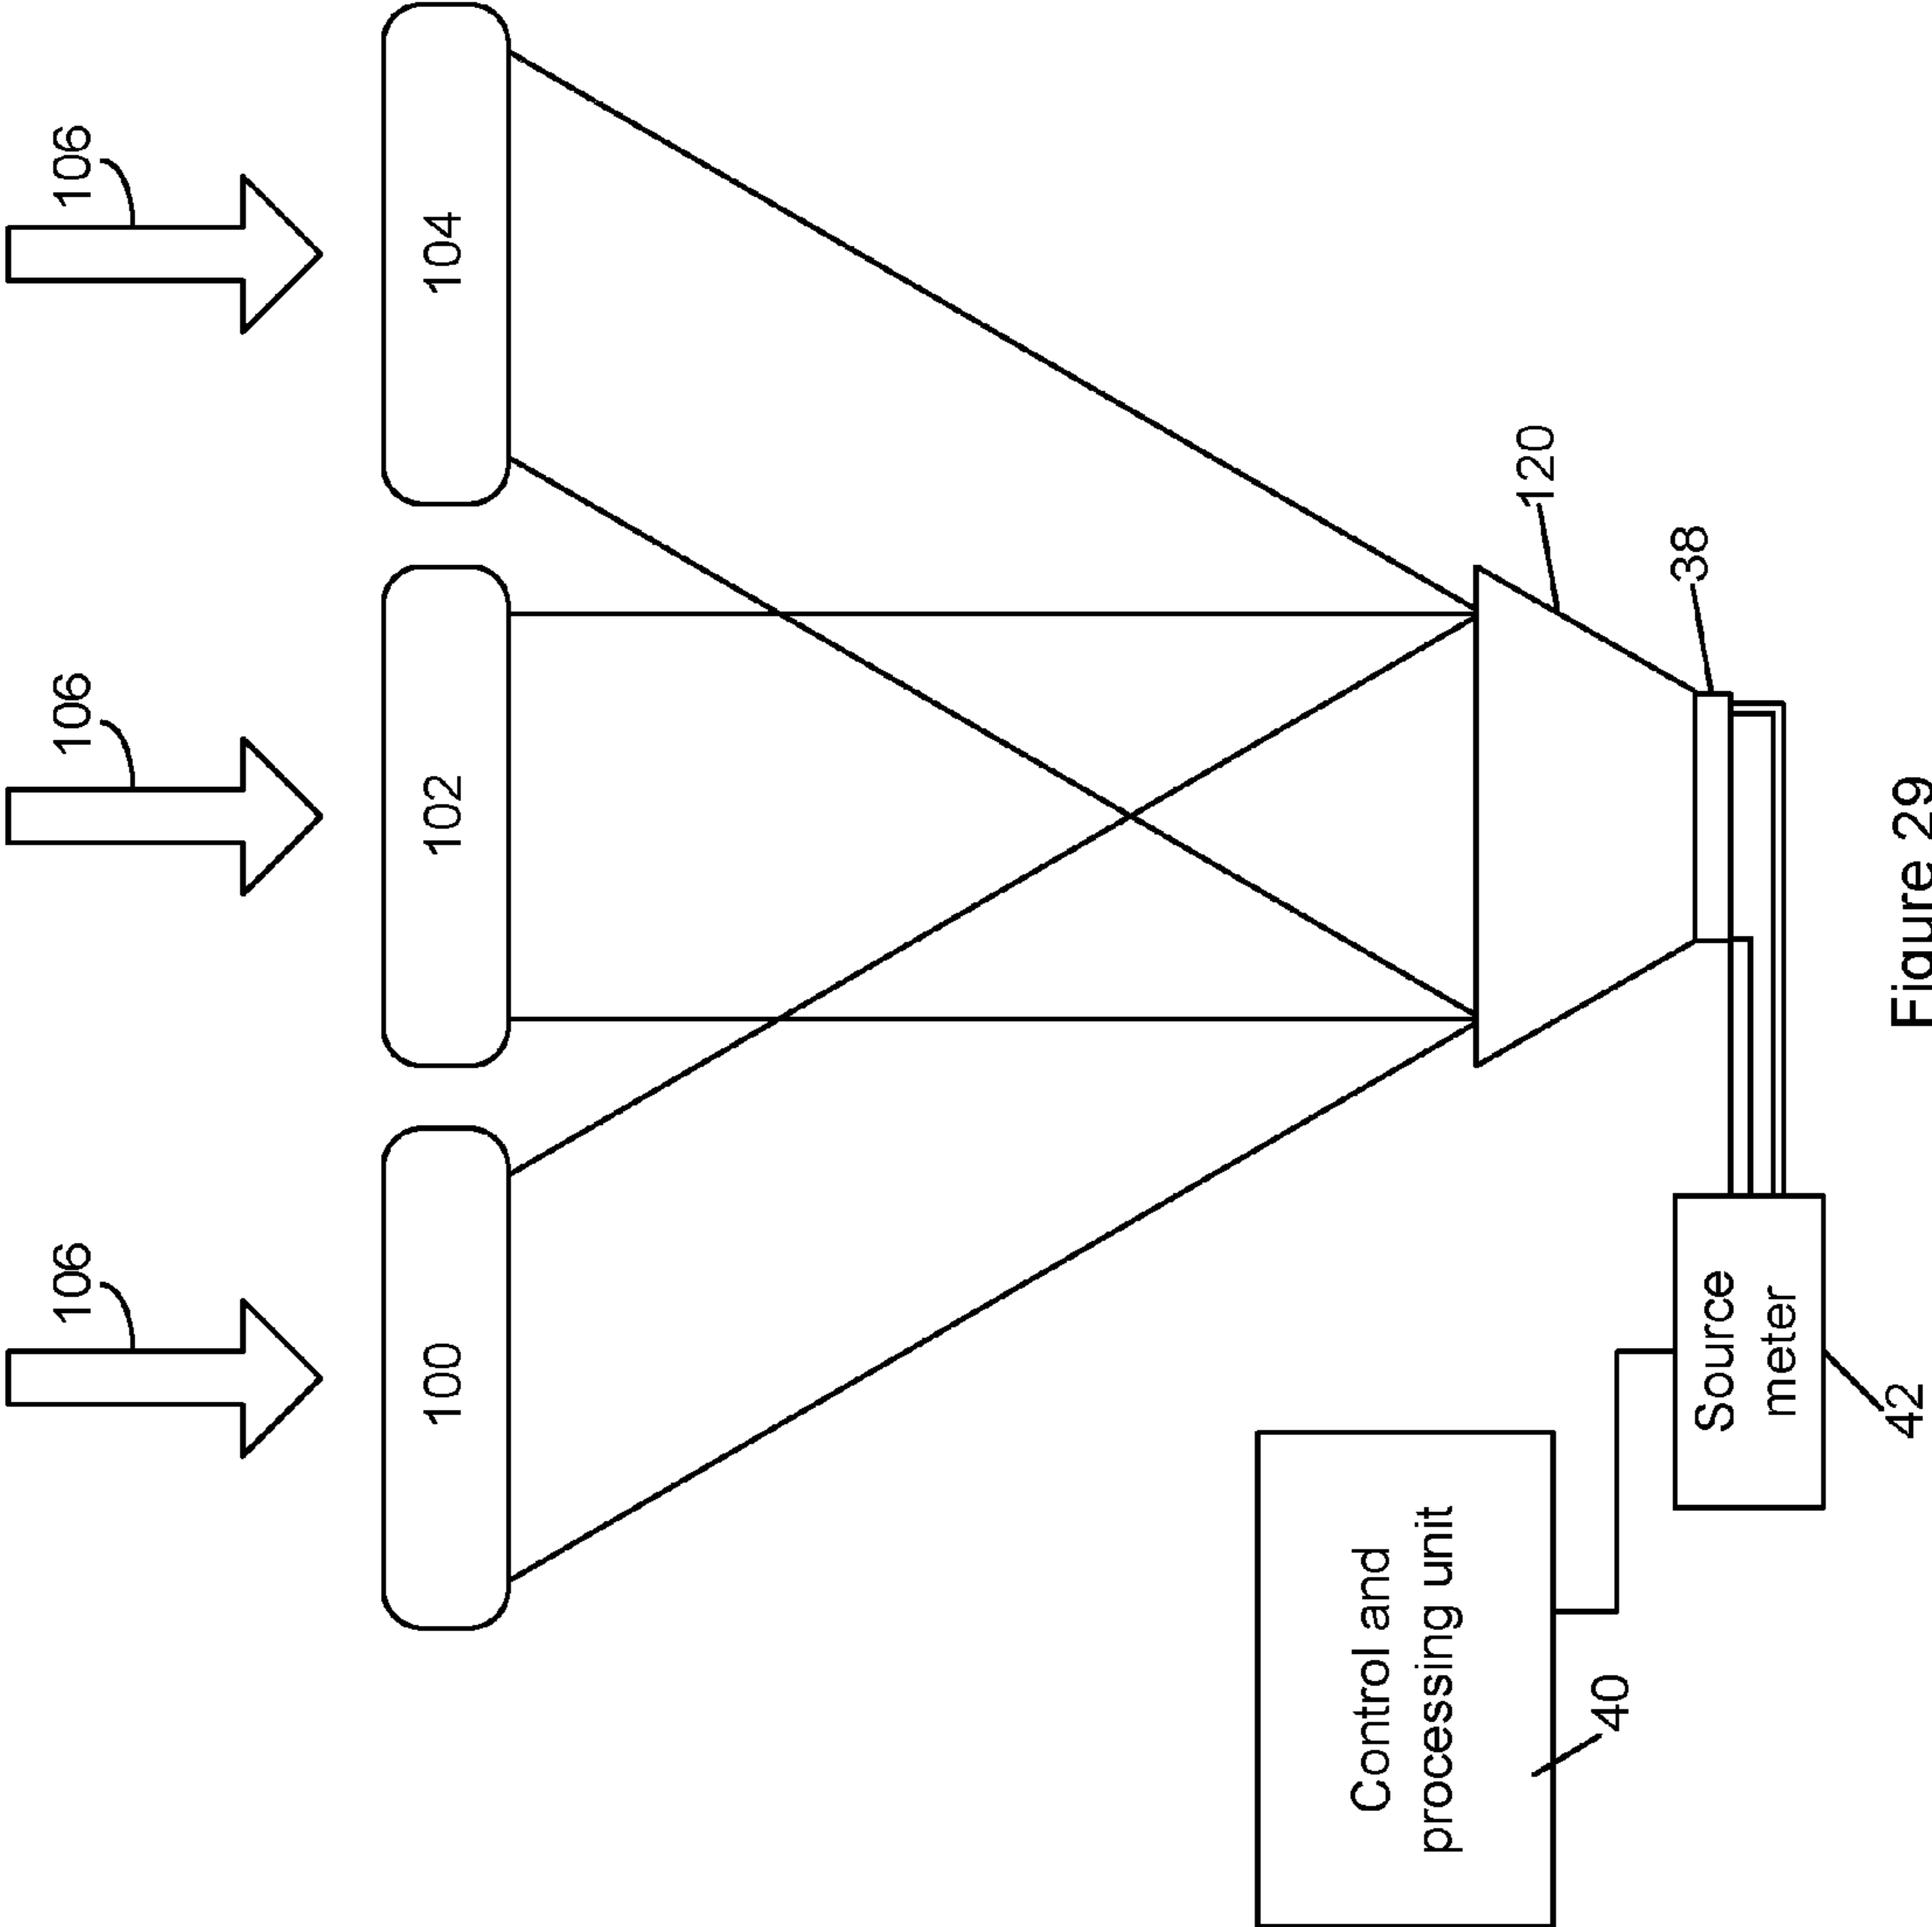 106
106
106
100
102
104
120
38
Control and
processing unit
40
Source
meter
42
Figure 29